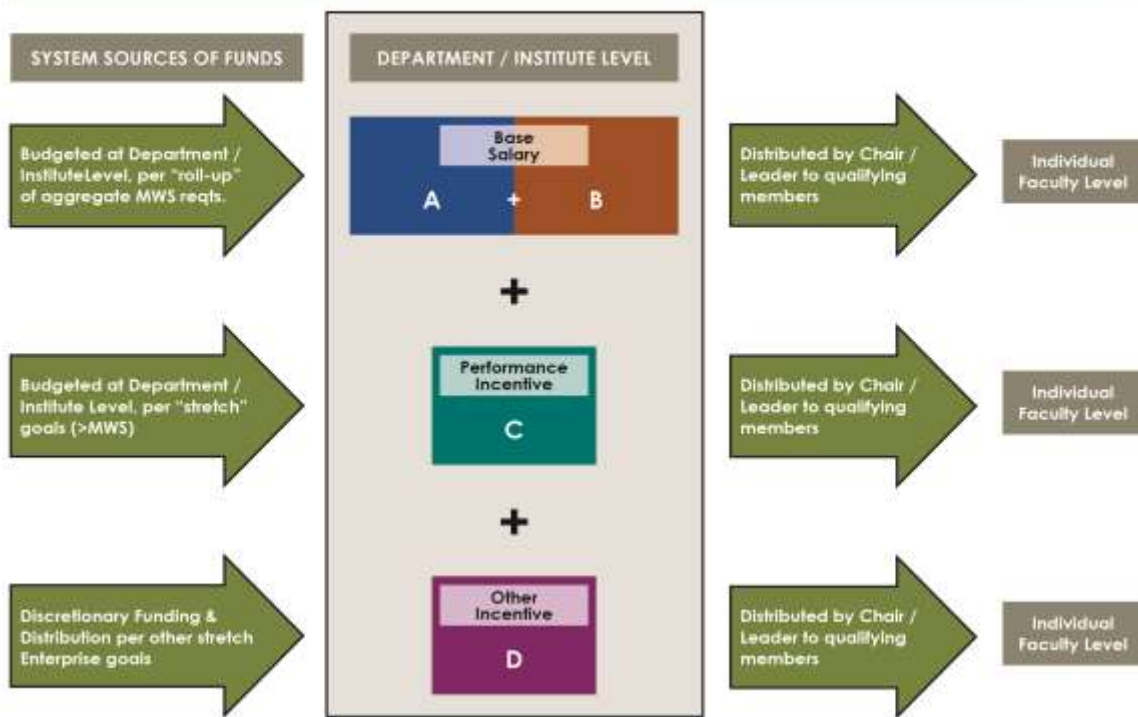 SYSTEM SOURCES OF FUNDS
DEPARTMENT / INSTITUTE LEVEL
Budgeted at Department /
InstituteLevel, per "roll-up"
of aggregate MWS reqts.
Base
Salary
A + B
Distributed by Chair /
Leader to qualifying
members
Individual
Faculty Level
+
Budgeted at Department /
Institute Level, per "stretch"
goals (>MWS)
Performance
Incentive
C
Distributed by Chair /
Leader to qualifying
members
Individual
Faculty Level
+
Discretionary Funding &
Distribution per other stretch
Enterprise goals
Other
Incentive
D
Distributed by Chair /
Leader to qualifying
members
Individual
Faculty Level